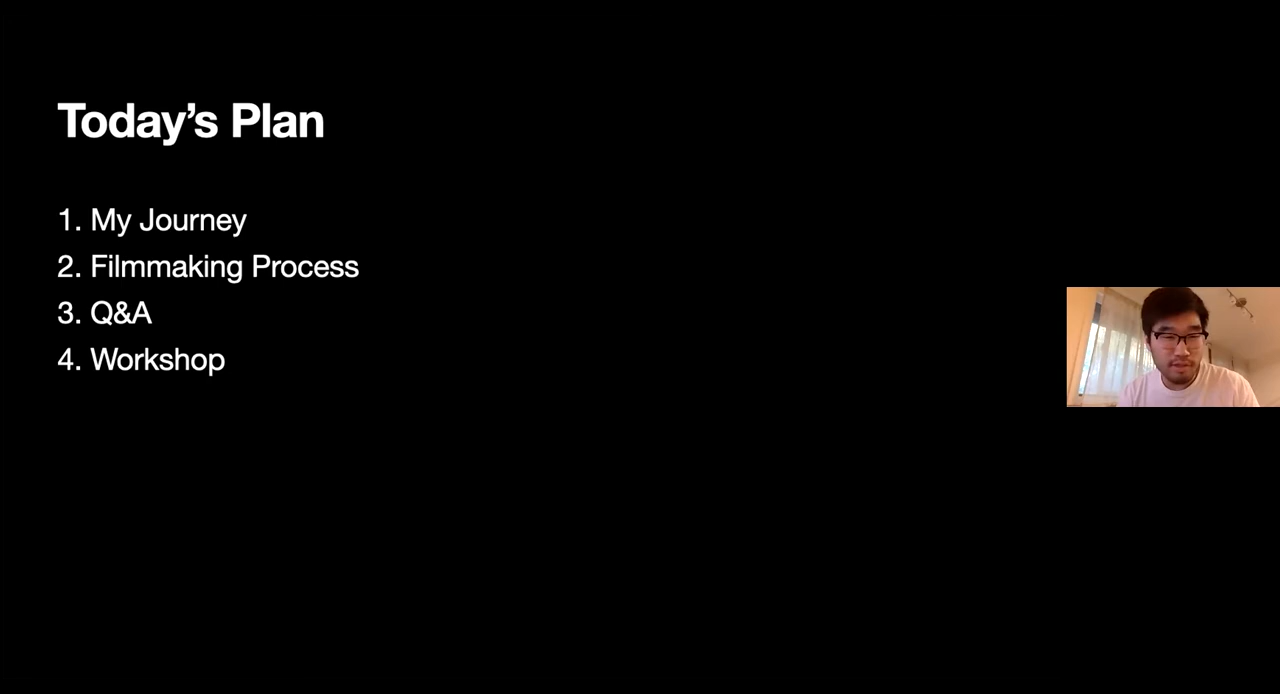 Today’s Plan
1. My Journey
2. Filmmaking Process
3. Q&A
4. Workshop